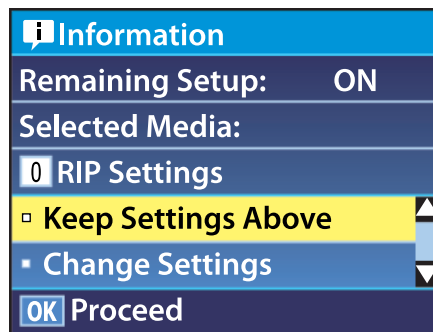 Information
Remaining Setup: ON
Selected Media:
0 RIP Settings
Keep Settings Above
Change Settings
OK Proceed